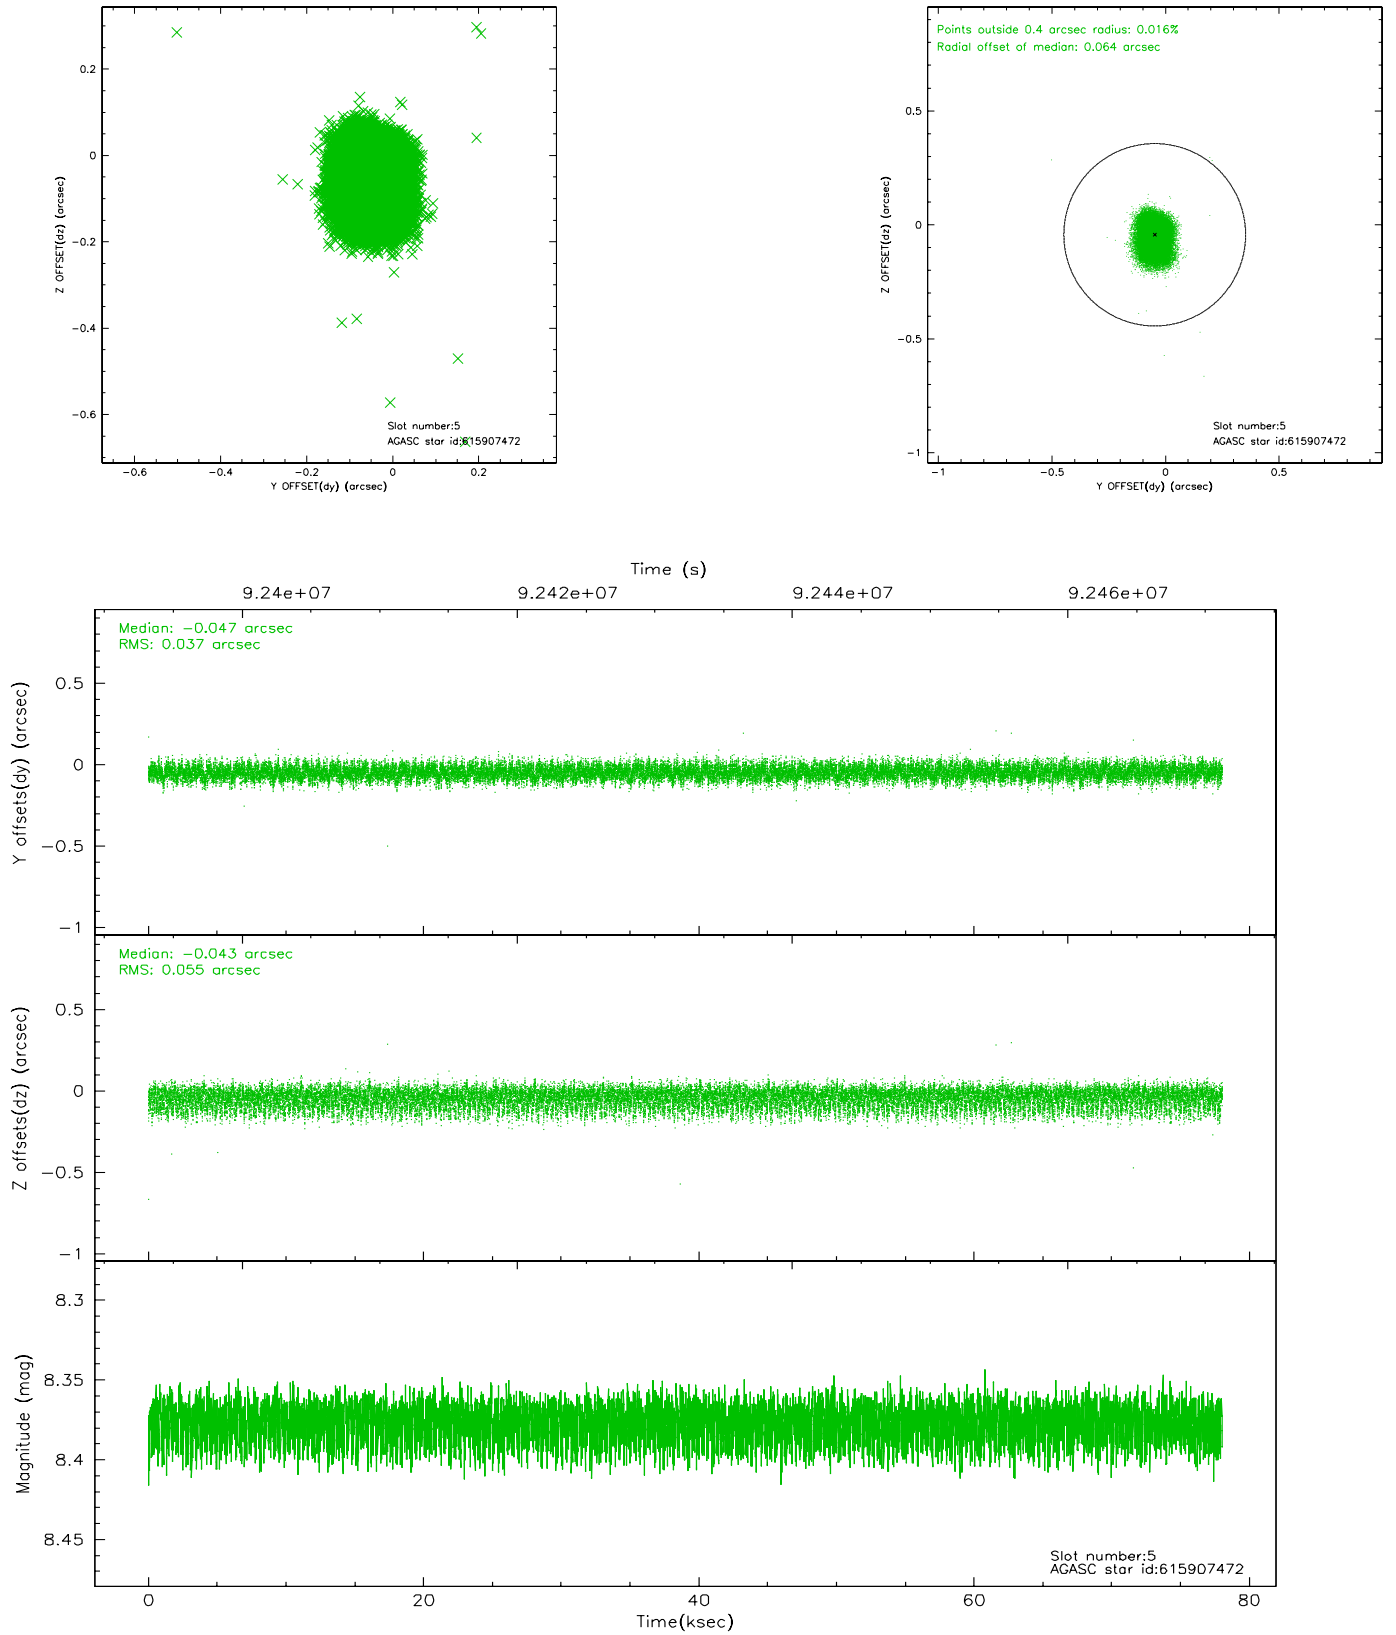 0.2
0
-0.2
-0.4
-0.6
Z OFFSET(dz) (arcsec)
Slot number:5
AGASC star id:615907472
-0.6
-0.4
-0.2
0
0.2
Y OFFSET(dy) (arcsec)
Points outside 0.4 arcsec radius: 0.016%
Radial offset of median: 0.064 arcsec
0.5
0
-0.5
-1
Z OFFSET(dz) (arcsec)
Slot number:5
AGASC star id:615907472
-1
-0.5
0
0.5
Y OFFSET(dy) (arcsec)
Time (s)
9.24e+07
9.242e+07
9.244e+07
9.246e+07
Median: -0.047 arcsec
RMS: 0.037 arcsec
0.5
0
-0.5
-1
Y offsets(dy) (arcsec)
Median: -0.043 arcsec
RMS: 0.055 arcsec
0.5
0
-0.5
-1
Z offsets(dz) (arcsec)
8.3
8.35
8.4
8.45
Magnitude (mag)
Slot number:5
AGASC star id:615907472
0
20
40
60
80
Time(ksec)